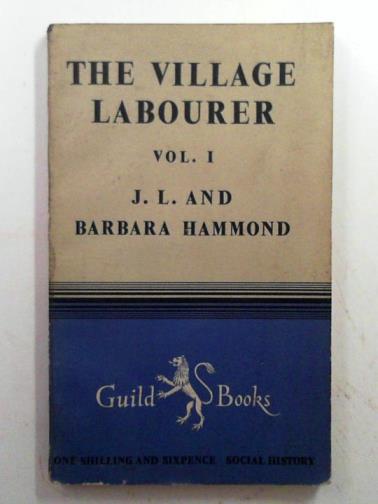 THE VILLAGE
LABOURER
VOL. I
J. L. AND
BARBARA HAMMOND
Guild Books
ONE SHILLING AND SIXPENCE SOCIAL HISTORY